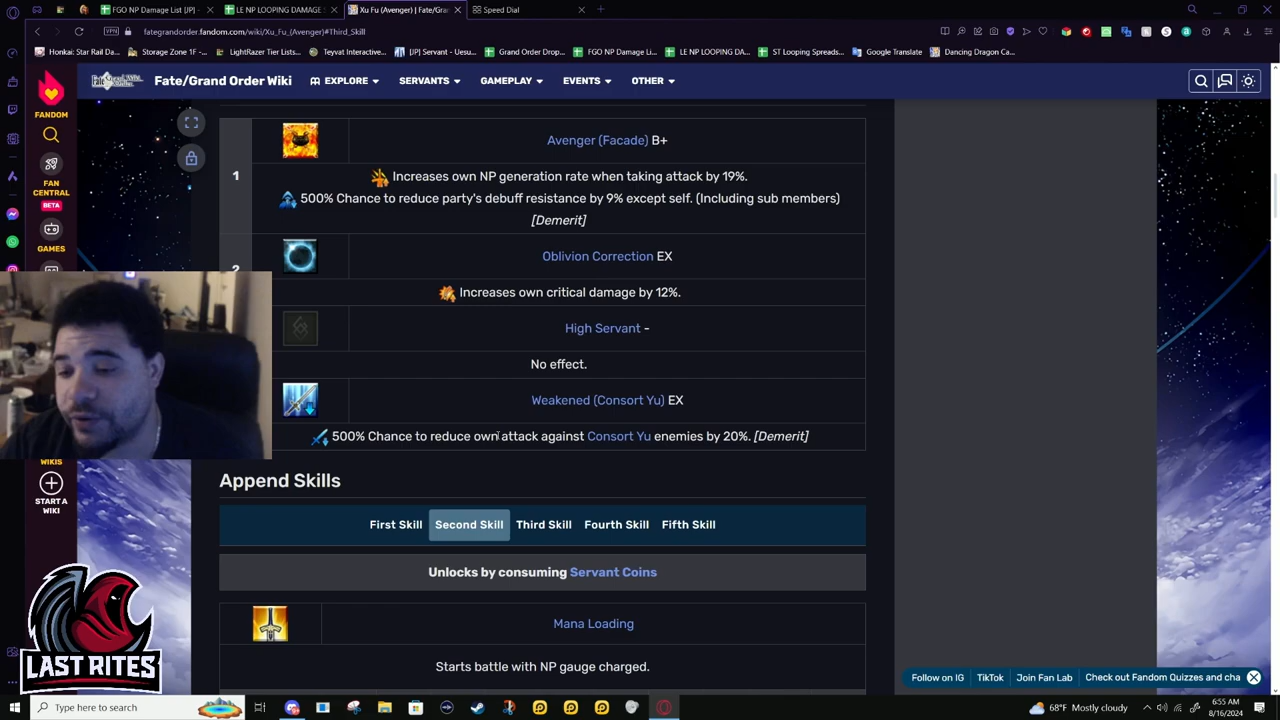 FGO NP Damage List [JP] -
LE NP LOOPING DAMAGE S
Xu Fu (Avenger) | Fate/Gra
Speed Dial
VPN
fategrandorder.fandom.com/wiki/Xu_Fu_(Avenger)#Third_Skill
Honkai: Star Rail Da...
Storage Zone 1F -...
LightRazer Tier Lists...
Teyvat Interactive...
[JP] Servant - Uesa...
Grand Order Drop...
FGO NP Damage Li...
LE NP LOOPING DA...
ST Looping Spreads...
Google Translate
Dancing Dragon Ca...
FANDOM
Fate/Grand Order Wiki
EXPLORE
SERVANTS
GAMEPLAY
EVENTS
OTHER
FAN CENTRAL
BETA
GAMES
WIKIS
START A WIKI
1
Avenger (Facade) B+
Increases own NP generation rate when taking attack by 19%.
500% Chance to reduce party's debuff resistance by 9% except self. (Including sub members)
[Demerit]
2
Oblivion Correction EX
Increases own critical damage by 12%.
High Servant -
No effect.
Weakened (Consort Yu) EX
500% Chance to reduce own attack against Consort Yu enemies by 20%. [Demerit]
Append Skills
First Skill
Second Skill
Third Skill
Fourth Skill
Fifth Skill
Unlocks by consuming Servant Coins
Mana Loading
Starts battle with NP gauge charged.
LAST RITES
Follow on IG
TikTok
Join Fan Lab
Check out Fandom Quizzes and cha
Type here to search
68°F Mostly sunny
6:55 AM
8/16/2024